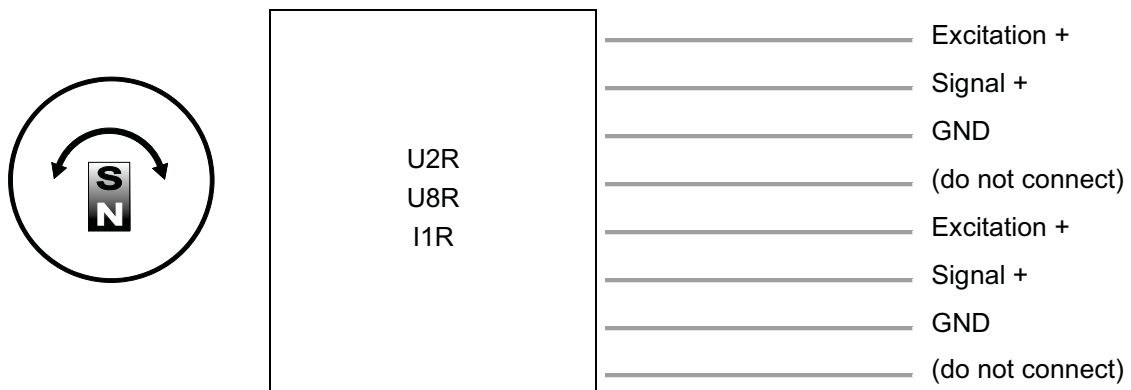 S
N
U2R
U8R
I1R
Excitation +
Signal +
GND
(do not connect)
Excitation +
Signal +
GND
(do not connect)